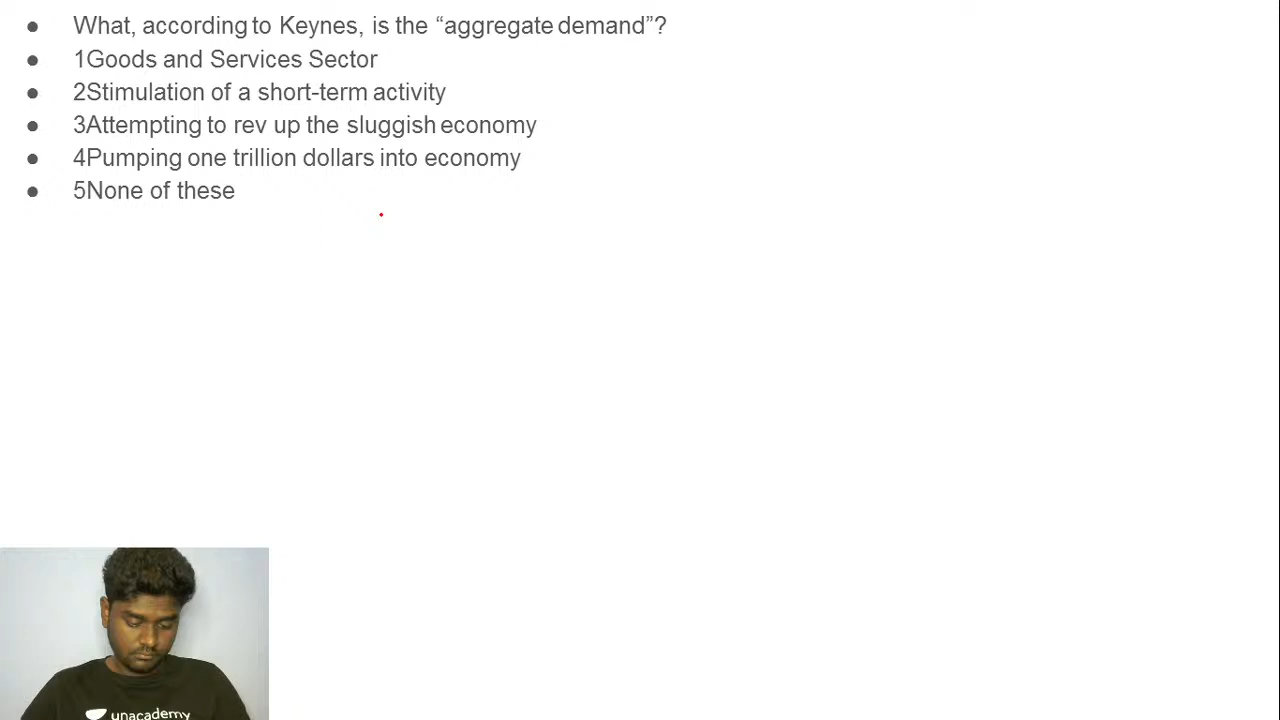 ● What, according to Keynes, is the “aggregate demand”?
● 1Goods and Services Sector
● 2Stimulation of a short-term activity
● 3Attempting to rev up the sluggish economy
● 4Pumping one trillion dollars into economy
● 5None of these
unacademy